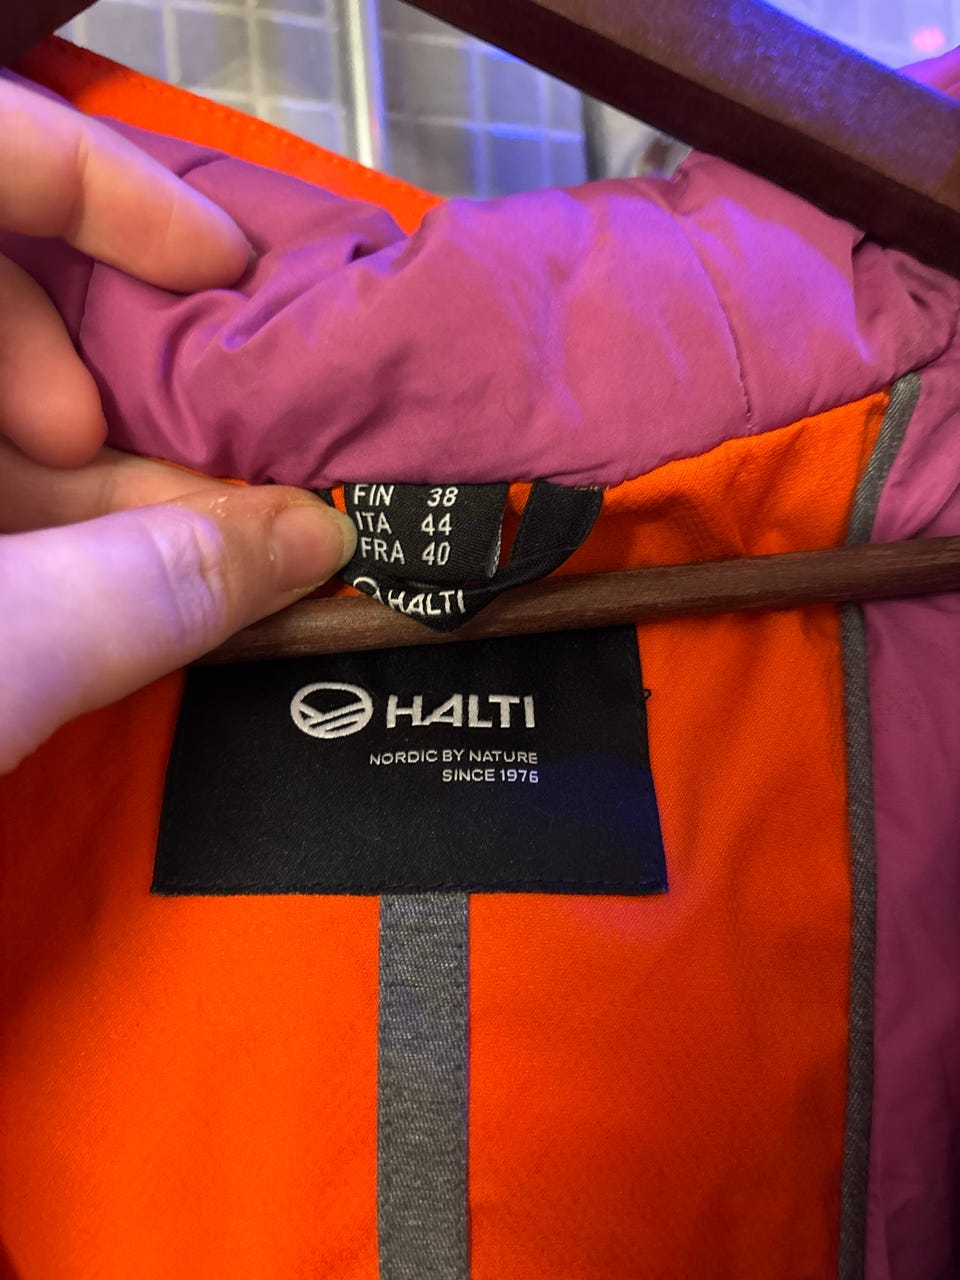 FIN 38
ITA 44
FRA 40
HALTI
HALTI
NORDIC BY NATURE
SINCE 1976